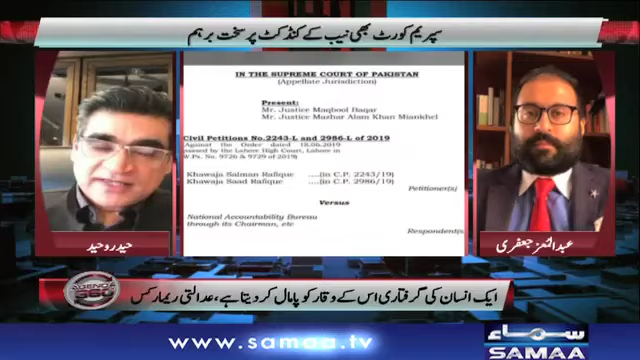 سپریم کورٹ بھی نیب کے کنڈکٹ پر سخت برہم
IN THE SUPREME COURT OF PAKISTAN
(Appellate Jurisdiction)
Present:
Mr. Justice Maqbool Baqar
Mr. Justice Mazhar Alam Khan Miankhel
Civil Petitions No.2243-L and 2986-L of 2019
(Against the Order dated 18.06.2019
passed by the Lahore High Court, Lahore in
W.Ps. No. 9726 & 9729 of 2019)
Khawaja Salman Rafique ....(in C.P. 2243/19)
Khawaja Saad Rafique ....(in C.P. 2986/19)
Petitioner(s)
Versus
National Accountability Bureau
through its Chairman, etc
Respondent(s)
حیدر وحید
عبدالمعز جعفری
AGENDA 360
ایک انسان کی گرفتاری اس کے وقار کو پامال کر دیتا ہے، عدالتی ریمارکس
www.samaa.tv
سماء
SAMAA